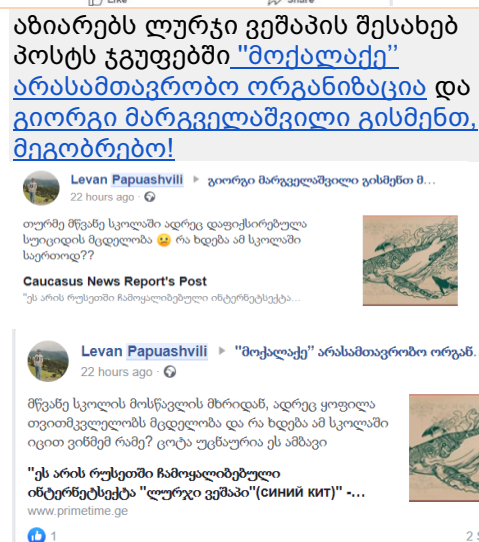 Like Share
აზიარებს ლურჯი ვეშაპის შესახებ
პოსტს ჯგუფებში "მოქალაქე’’
არასამთავრობო ორგანიზაცია და
გიორგი მარგველაშვილი გისმენთ,
მეგობრებო!
Levan Papuashvili ▸ გიორგი მარგველაშვილი გისმენთ მ...
22 hours ago ·
თურმე მწვანე სკოლაში ადრეც დაფიქსირებულა
სუიციდის მცდელობა 😕 რა ხდება ამ სკოლაში
საერთოდ??
Caucasus News Report's Post
"ეს არის რუსეთში ჩამოყალიბებული ინტერნეტსექტა...
Levan Papuashvili ▸ "მოქალაქე’’ არასამთავრობო ორგან.
22 hours ago ·
მწვანე სკოლის მოსწავლის მხრიდან, ადრეც ყოფილა
თვითმკვლელობს მცდელობა და რა ხდება ამ სკოლაში
იცით ვინმემ რამე? ცოტა უცნაურია ეს ამბავი
"ეს არის რუსეთში ჩამოყალიბებული
ინტერნეტსექტა "ლურჯი ვეშაპი"(синий кит)" -...
www.primetime.ge
1